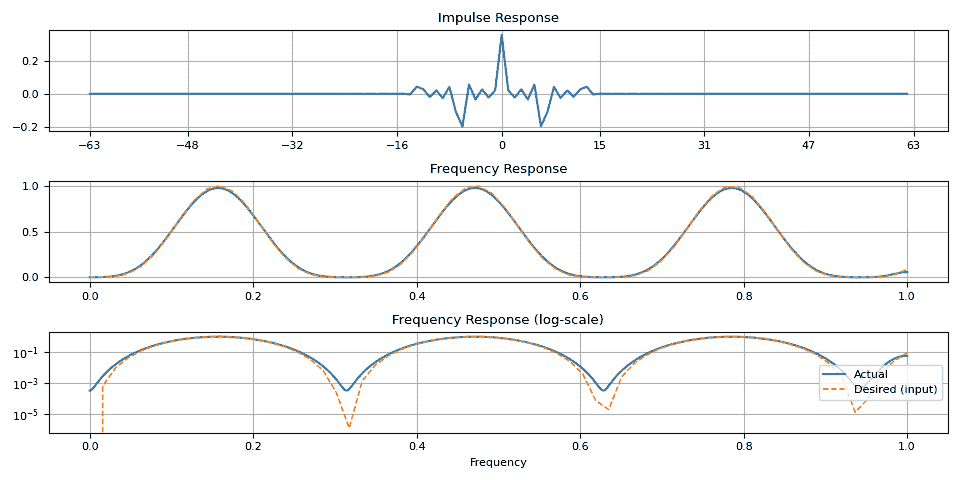 Impulse Response
0.2
0.0
−0.2
−63 −48 −32 −16 0 15 31 47 63
Frequency Response
1.0
0.5
0.0
0.0 0.2 0.4 0.6 0.8 1.0
Frequency Response (log-scale)
10⁻¹
10⁻³
10⁻⁵
Actual
Desired (input)
0.0 0.2 0.4 0.6 0.8 1.0
Frequency